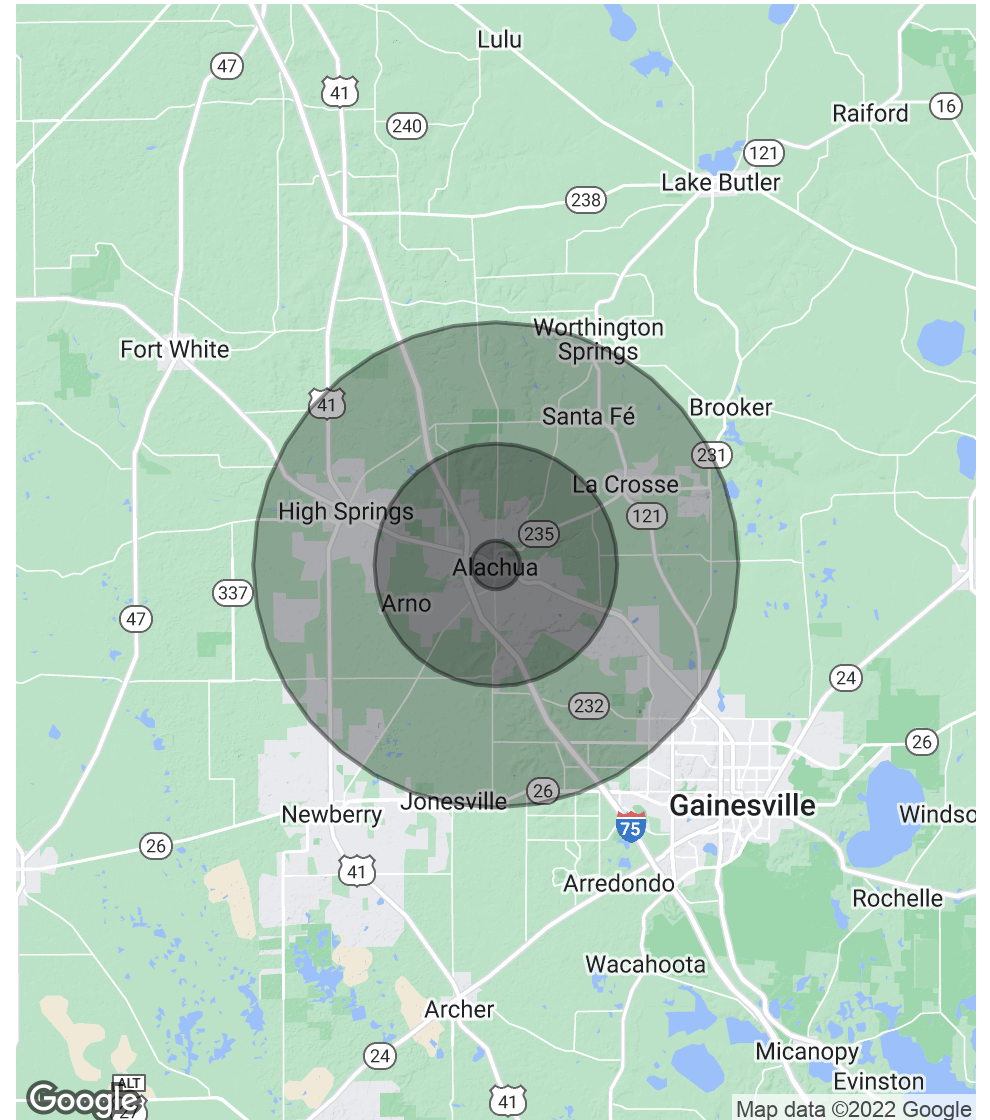 Lulu
47
41
240
Raiford
16
121
Lake Butler
238
Worthington
Springs
Fort White
41
Santa Fé
Brooker
231
La Crosse
High Springs
121
235
Alachua
337
Arno
47
24
232
26
26
Jonesville
Gainesville
Newberry
75
Windso
26
41
Arredondo
Rochelle
Wacahoota
Archer
24
Micanopy
Evinston
ALT
27
Google
41
Map data ©2022 Google